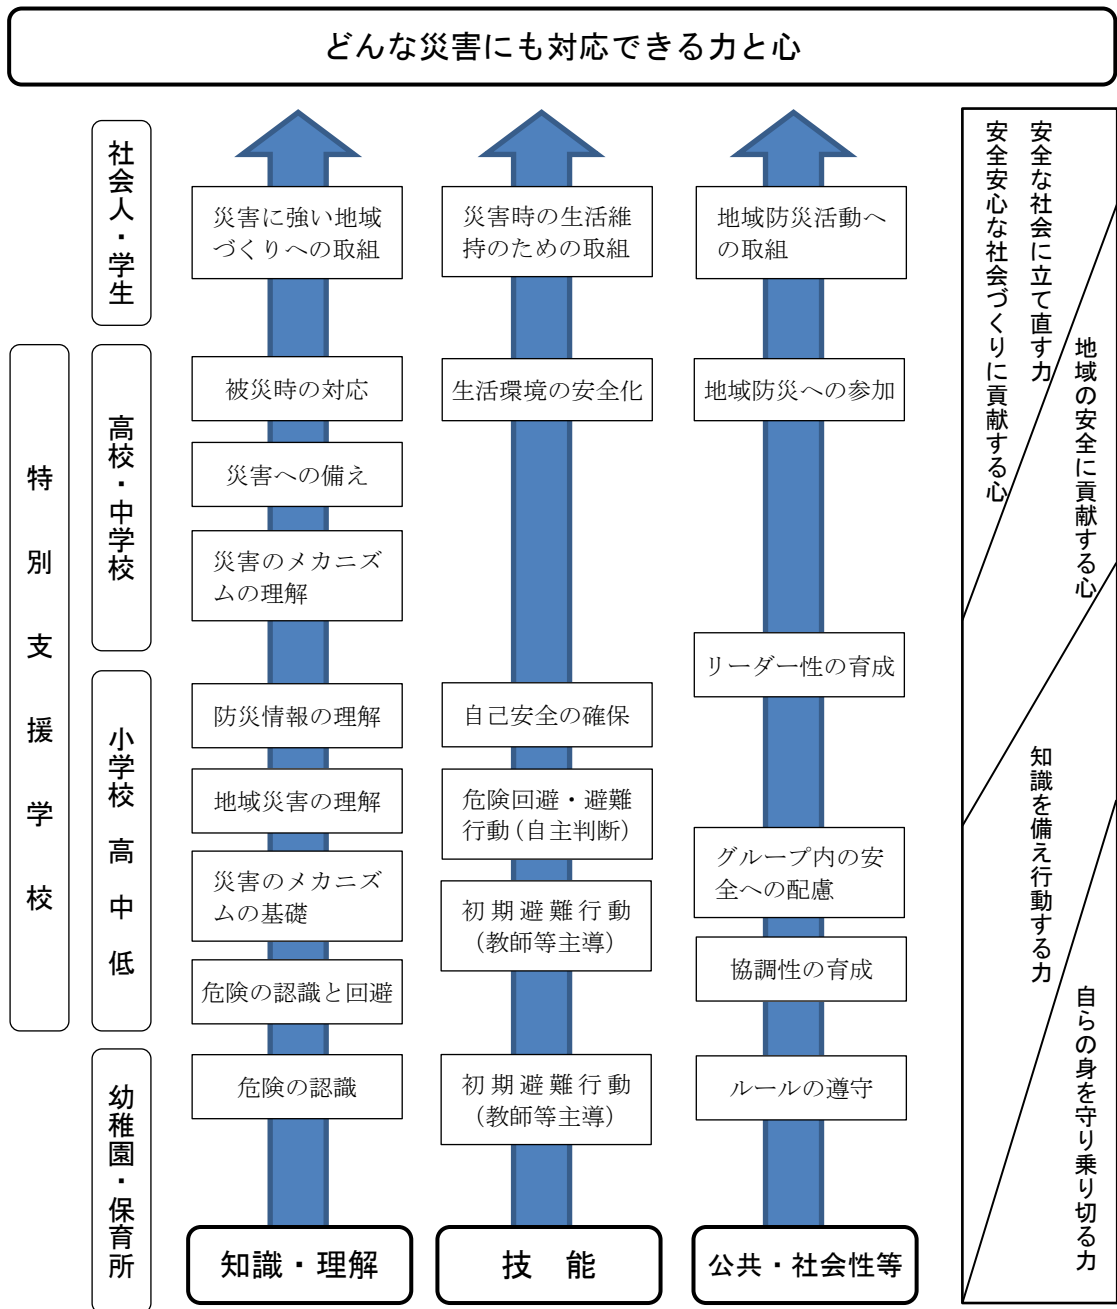 どんな災害にも対応できる力と心
社会人・学生
災害に強い地域
づくりへの取組
災害時の生活維
持のための取組
地域防災活動へ
の取組
安全な社会に立て直す力
安全安心な社会づくりに貢献する心
地域の安全に貢献する心
特別支援学校
高校・中学校
被災時の対応
生活環境の安全化
地域防災への参加
災害への備え
災害のメカニズ
ムの理解
リーダー性の育成
小学校 高 中 低
防災情報の理解
自己安全の確保
地域災害の理解
危険回避・避難
行動(自主判断)
災害のメカニズ
ムの基礎
初期避難行動
(教師等主導)
グループ内の安
全への配慮
協調性の育成
危険の認識と回避
知識を備え行動する力
自らの身を守り乗り切る力
幼稚園・保育所
危険の認識
初期避難行動
(教師等主導)
ルールの遵守
知識・理解
技 能
公共・社会性等